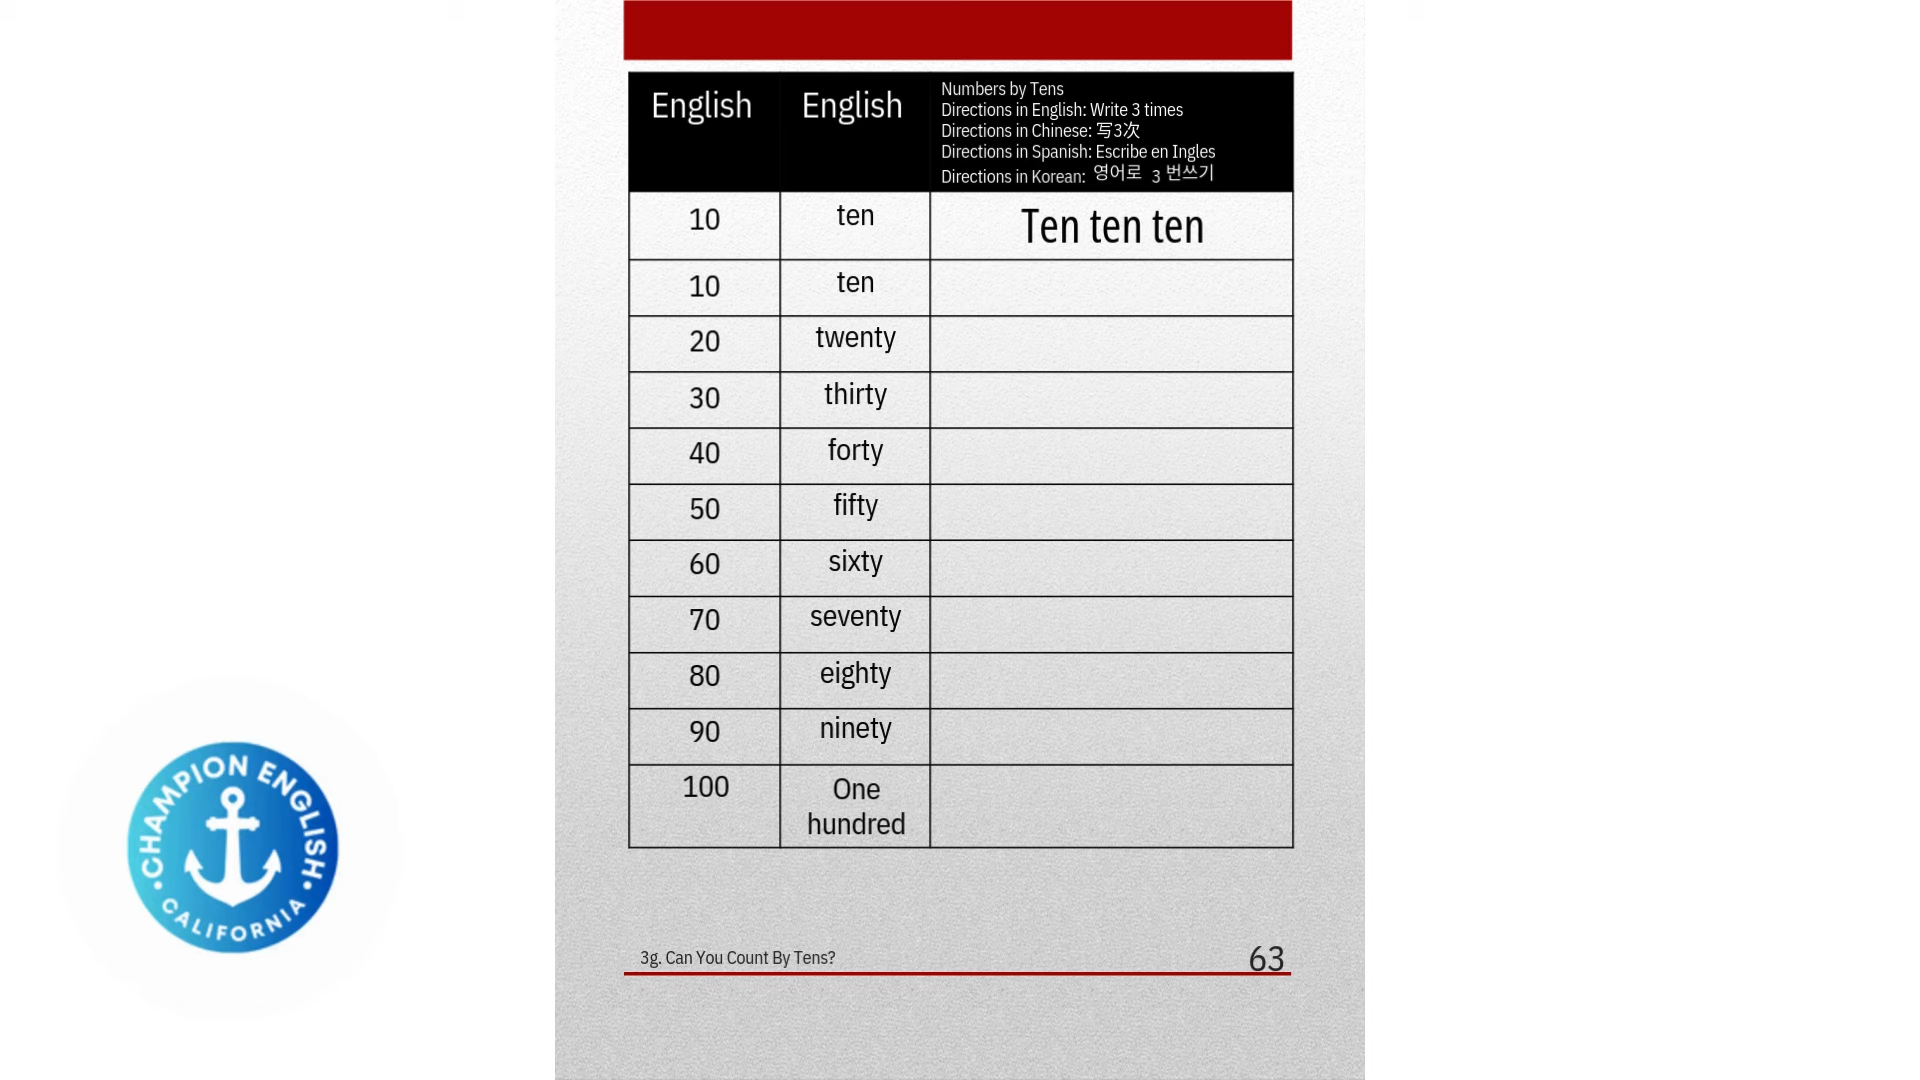 English English Numbers by Tens
Directions in English: Write 3 times
Directions in Chinese: 写3次
Directions in Spanish: Escribe en Ingles
Directions in Korean: 영어로 3 번쓰기
10 ten Ten ten ten
10 ten
20 twenty
30 thirty
40 forty
50 fifty
60 sixty
70 seventy
80 eighty
90 ninety
100 One
hundred
CHAMPION ENGLISH
CALIFORNIA
3g. Can You Count By Tens? 63